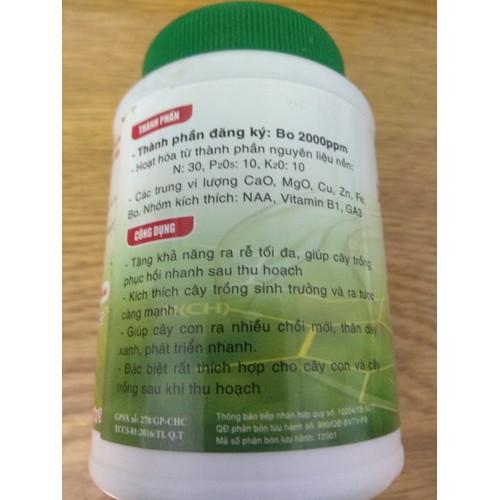 THÀNH PHẦN
- Thành phần đăng ký: Bo 2000ppm
- Hoạt hóa từ thành phần nguyên liệu nền:
N: 30, P205: 10, K20: 10
- Các trung vi lượng CaO, MgO, Cu, Zn, Fe,
Bo. Nhóm kích thích: NAA, Vitamin B1, GA3
CÔNG DỤNG
- Tăng khả năng ra rễ tối đa, giúp cây trồng
phục hồi nhanh sau thu hoạch
- Kích thích cây trồng sinh trưởng và ra tược
càng mạnh.
(CH)
- Giúp cây con ra nhiều chồi mới, thân dày
xanh, phát triển nhanh.
- Đặc biệt rất thích hợp cho cây con và cây
trồng sau khi thu hoạch
GPSX số: 278/GP-CHC
TCCS 01:2016/TL Q.T
Thông báo tiếp nhận hợp quy số:
QĐ phân bón lưu hành số:
Mã số phân bón lưu hành: 12301